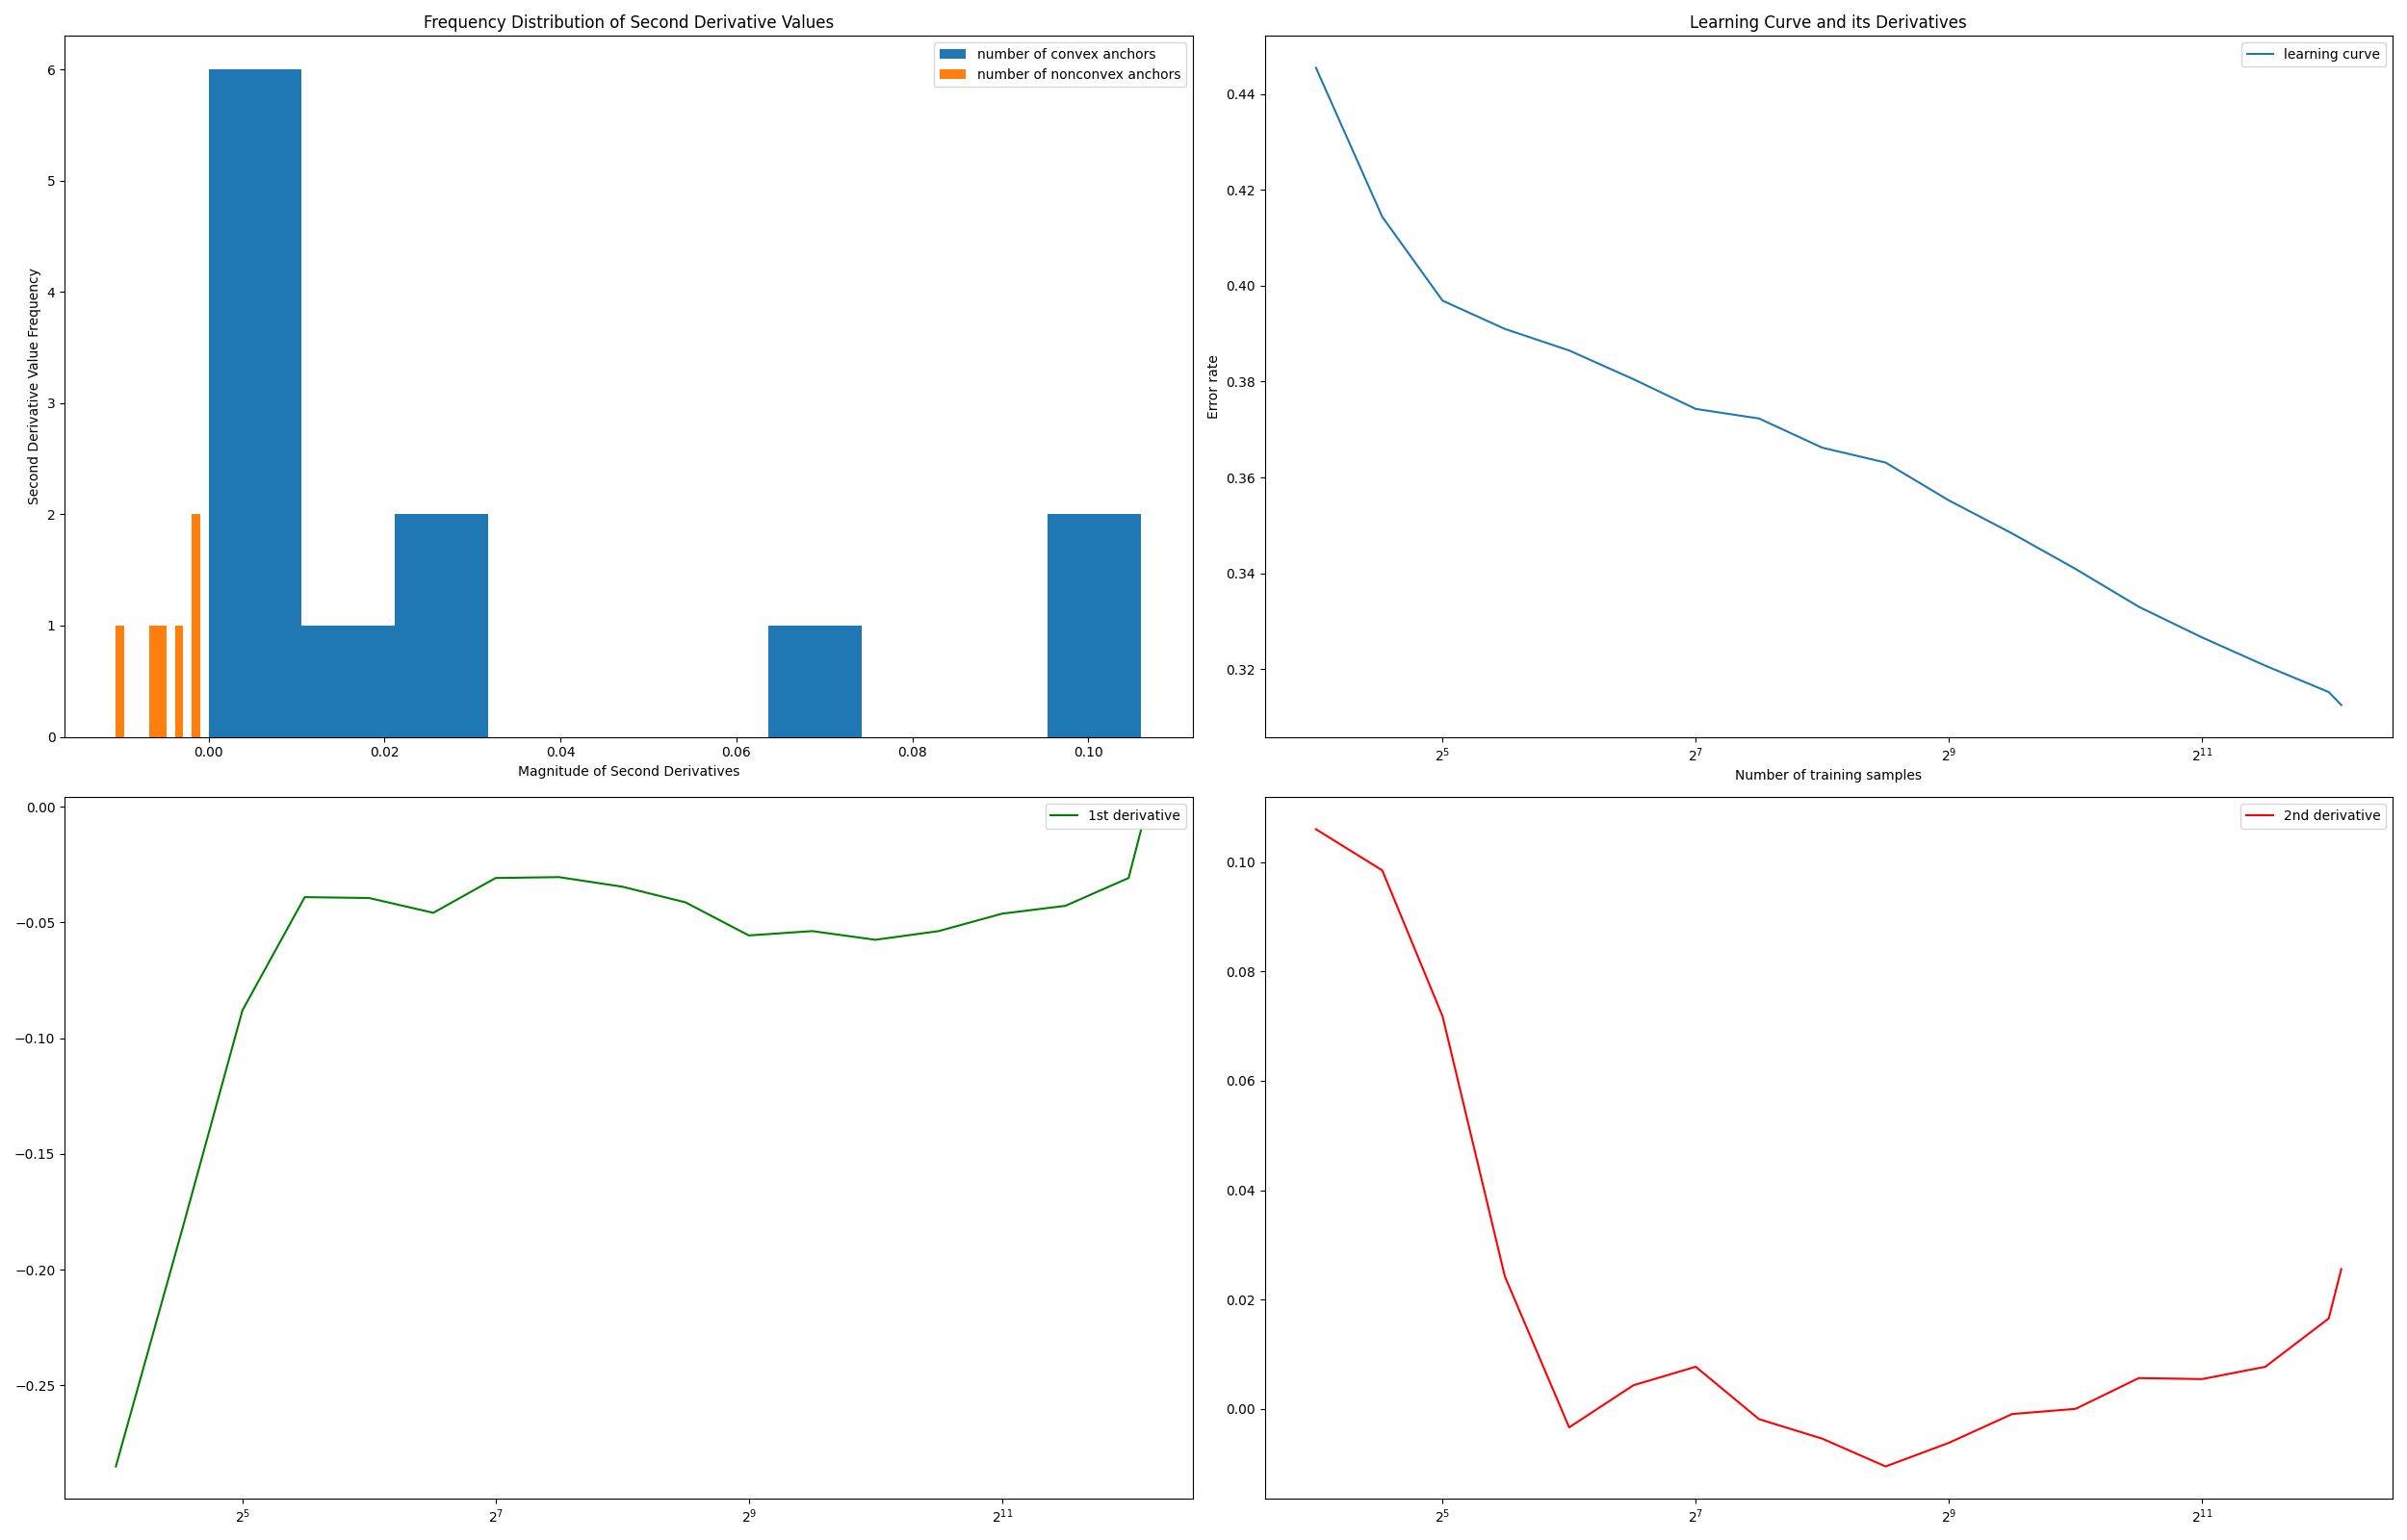 Frequency Distribution of Second Derivative Values
number of convex anchors
number of nonconvex anchors
Second Derivative Value Frequency
6
5
4
3
2
1
0
0.00 0.02 0.04 0.06 0.08 0.10
Magnitude of Second Derivatives
Learning Curve and its Derivatives
learning curve
Error rate
0.44
0.42
0.40
0.38
0.36
0.34
0.32
2^5 2^7 2^9 2^11
Number of training samples
1st derivative
0.00
−0.05
−0.10
−0.15
−0.20
−0.25
2^5 2^7 2^9 2^11
2nd derivative
0.10
0.08
0.06
0.04
0.02
0.00
2^5 2^7 2^9 2^11